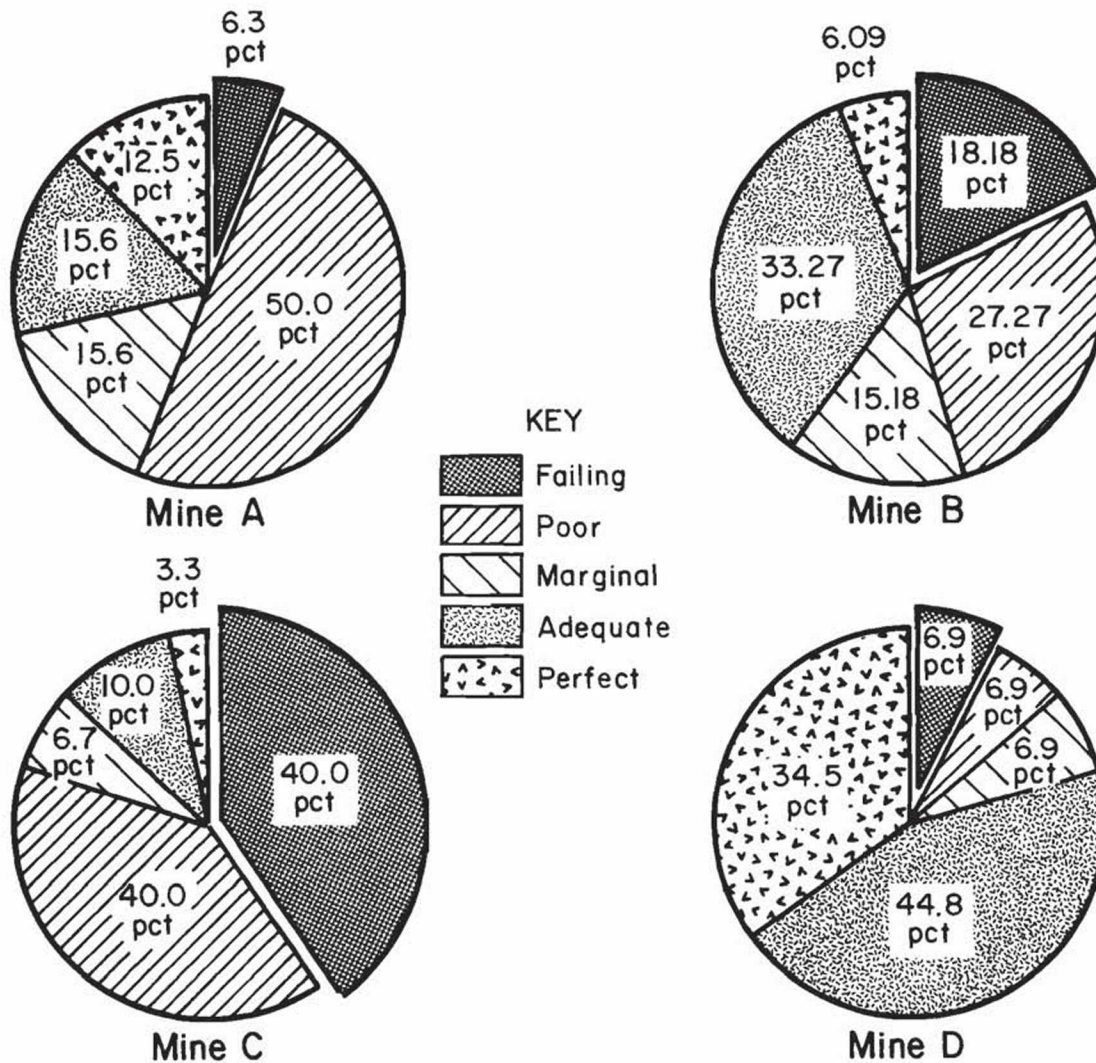 6.3
pct
12.5
pct
15.6
pct
15.6
pct
50.0
pct
Mine A
6.09
pct
18.18
pct
33.27
pct
27.27
pct
15.18
pct
Mine B
KEY
Failing
Poor
Marginal
Adequate
Perfect
3.3
pct
10.0
pct
6.7
pct
40.0
pct
40.0
pct
Mine C
6.9
pct
6.9
pct
6.9
pct
34.5
pct
44.8
pct
Mine D